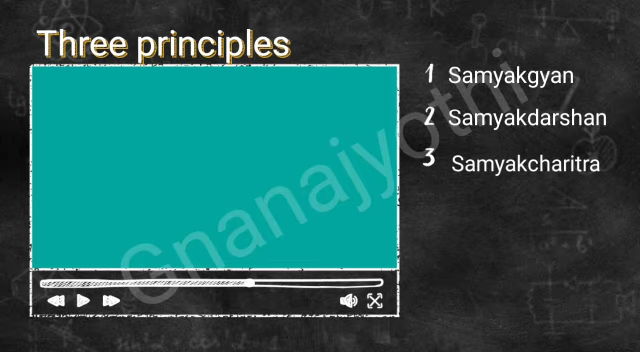 Three principles
1 Samyakgyan
2 Samyakdarshan
3 Samyakcharitra
Gnanajyothi